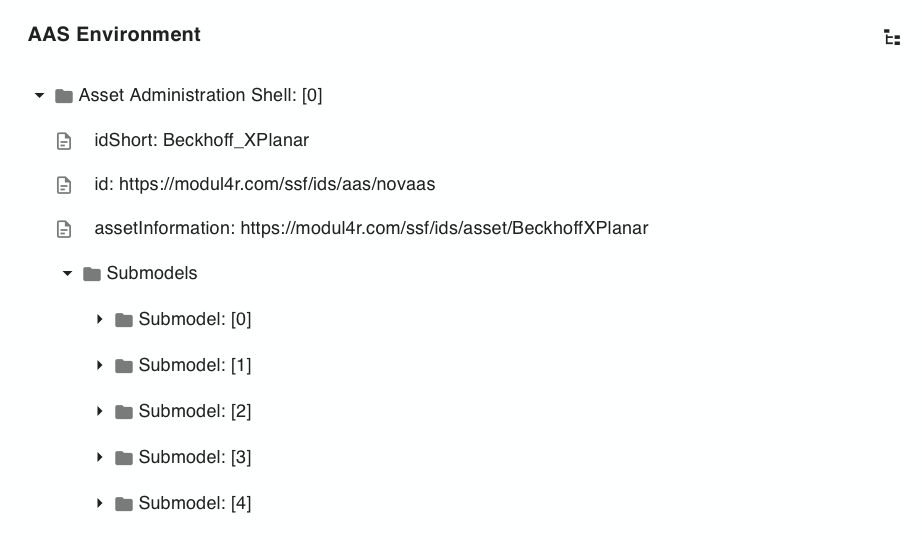 AAS Environment
Asset Administration Shell: [0]
idShort: Beckhoff_XPlanar
id: https://modul4r.com/ssf/ids/aas/novaas
assetInformation: https://modul4r.com/ssf/ids/asset/BeckhoffXPlanar
Submodels
Submodel: [0]
Submodel: [1]
Submodel: [2]
Submodel: [3]
Submodel: [4]